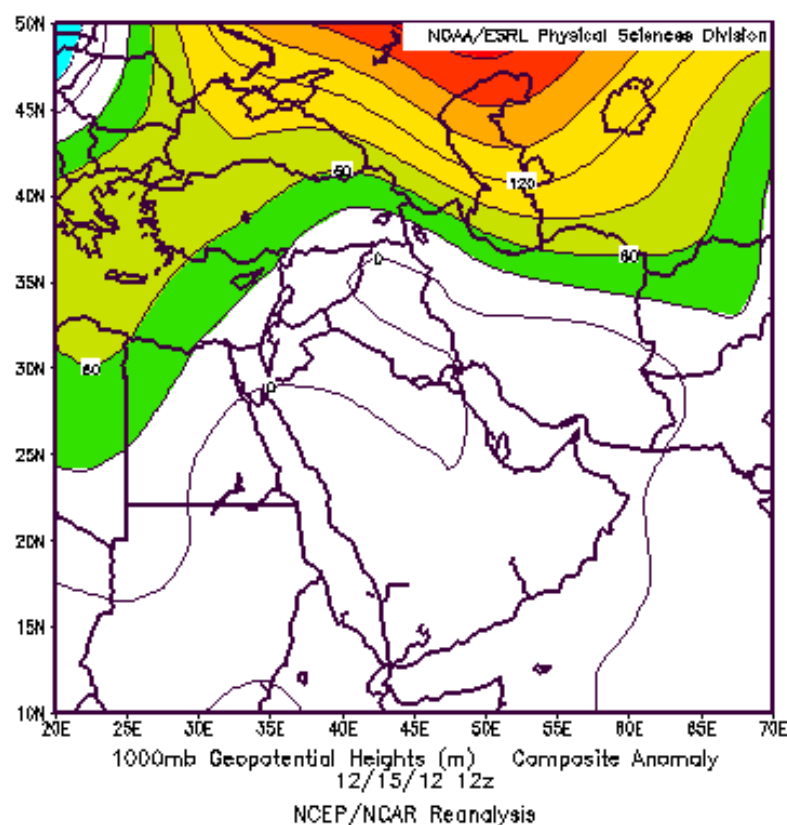 50N
NOAA/ESRL Physical Sciences Division
45N
40N
60
120
35N
0
60
30N
60
0
25N
20N
15N
10N
20E 25E 30E 35E 40E 45E 50E 55E 60E 65E 70E
1000mb Geopotential Heights (m) Composite Anomaly
12/15/12 12z
NCEP/NCAR Reanalysis